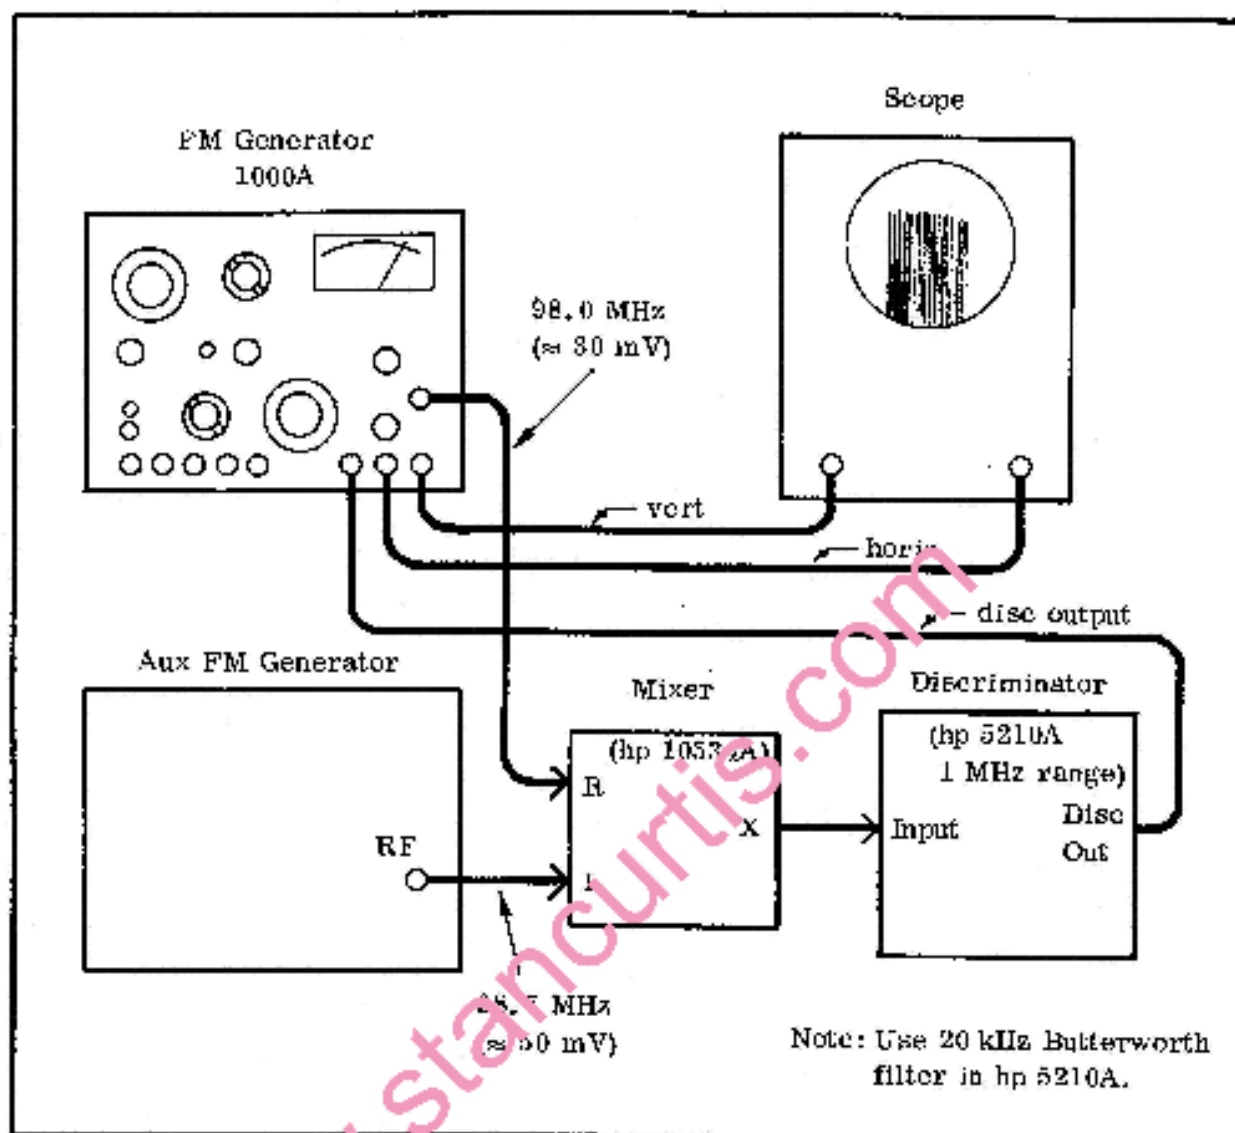 Scope
FM Generator
1000A
98.0 MHz
(≈ 30 mV)
vert
horiz
disc output
Aux FM Generator
Mixer
Discriminator
(hp 5210A
1 MHz range)
R
X
Input
Disc
Out
RF
MHz
mV)
Note: Use 20 kHz Butterworth
filter in hp 5210A.
stancurtis.com